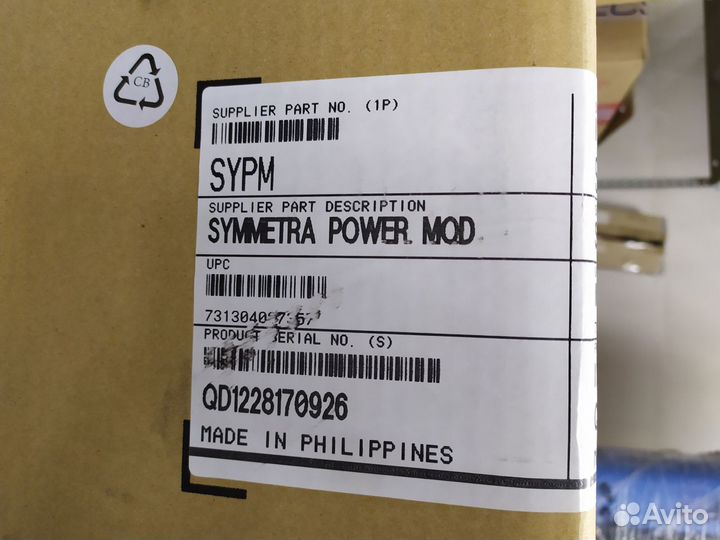 CB
SUPPLIER PART NO. (1P)
SYPM
SUPPLIER PART DESCRIPTION
SYMMETRA POWER MOD
UPC
PRODUCT SERIAL NO. (S)
QD1228170926
MADE IN PHILIPPINES
Avito